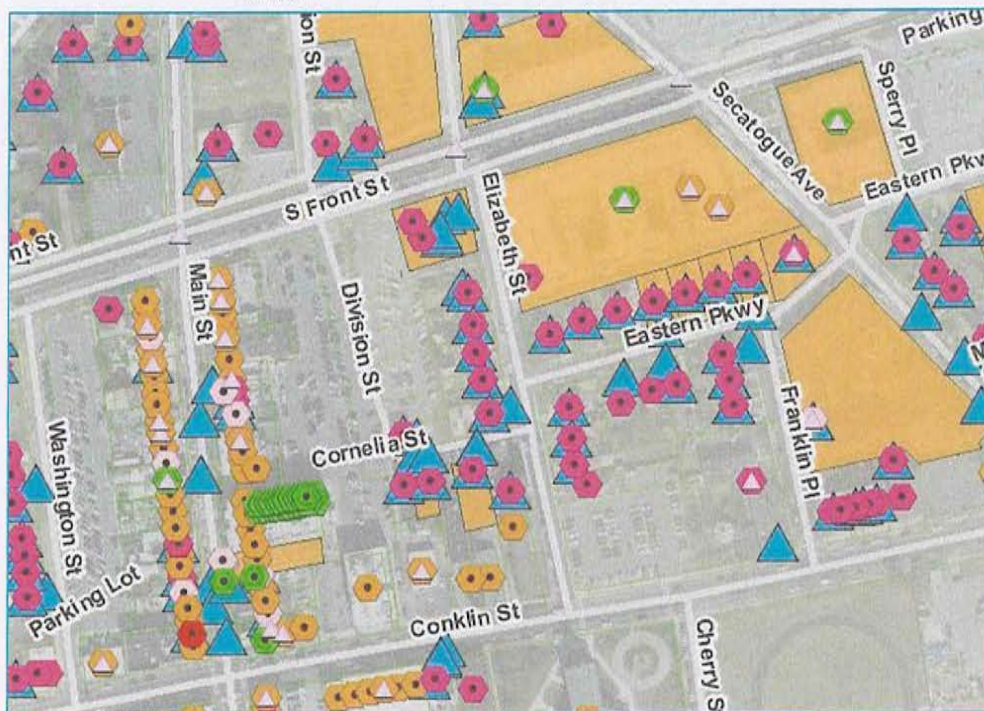 ion St
Parking
Secatogue Ave
Sperry Pl
Eastern Pkw
S Front St
Elizabeth St
nt St
Main St
Division St
Eastern Pkwy
Franklin Pl
M
Washington St
Cornelia St
Parking Lot
Conklin St
Cherry S